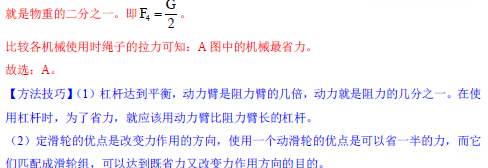 就是物重的二分之一。即F₄=G/2。
比较各机械使用时绳子的拉力可知：A 图中的机械最省力。
故选：A。
【方法技巧】（1）杠杆达到平衡，动力臂是阻力臂的几倍，动力就是阻力的几分之一。在使
用杠杆时，为了省力，就应该用动力臂比阻力臂长的杠杆。
（2）定滑轮的优点是改变力作用的方向，使用一个动滑轮的优点是可以省一半的力，而它
们匹配成滑轮组，可以达到既省力又改变力作用方向的目的。